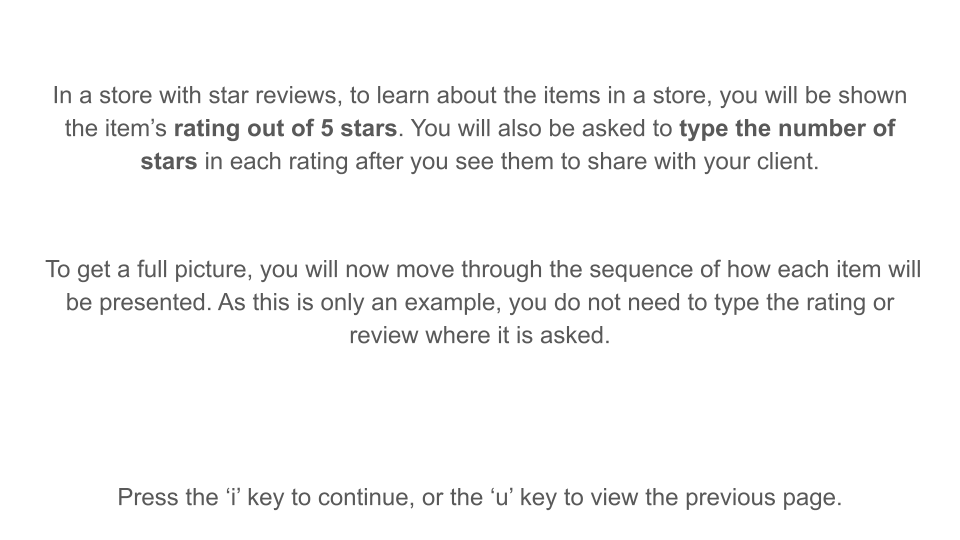 In a store with star reviews, to learn about the items in a store, you will be shown
the item’s rating out of 5 stars. You will also be asked to type the number of
stars in each rating after you see them to share with your client.
To get a full picture, you will now move through the sequence of how each item will
be presented. As this is only an example, you do not need to type the rating or
review where it is asked.
Press the ‘i’ key to continue, or the ‘u’ key to view the previous page.